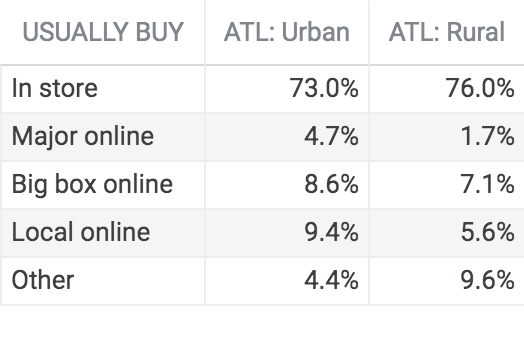 USUALLY BUY ATL: Urban ATL: Rural
In store 73.0% 76.0%
Major online 4.7% 1.7%
Big box online 8.6% 7.1%
Local online 9.4% 5.6%
Other 4.4% 9.6%